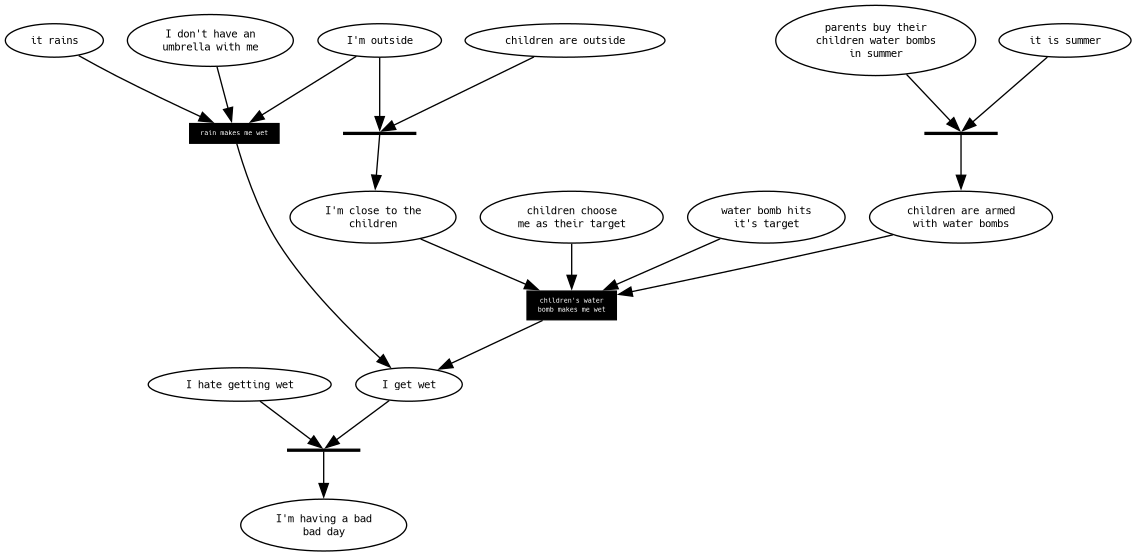 it rains
I don't have an
umbrella with me
I'm outside
children are outside
parents buy their
children water bombs
in summer
it is summer
rain makes me wet
I'm close to the
children
children choose
me as their target
water bomb hits
it's target
children are armed
with water bombs
children's water
bomb makes me wet
I hate getting wet
I get wet
I'm having a bad
bad day